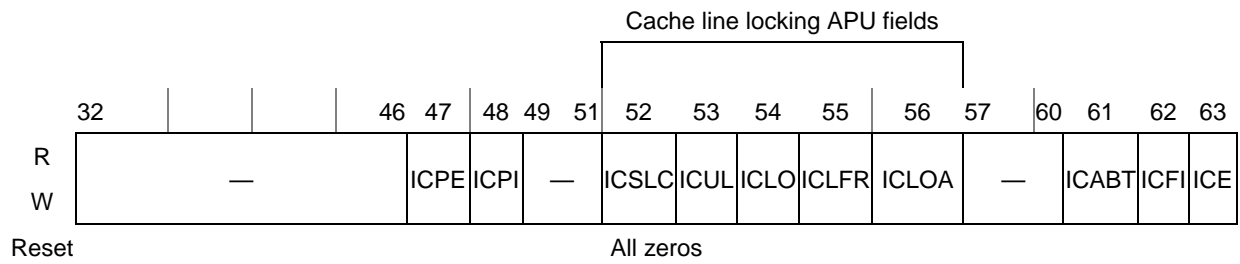 Cache line locking APU fields
32 46 47 48 49 51 52 53 54 55 56 57 60 61 62 63
R
— ICPE ICPI — ICSLC ICUL ICLO ICLFR ICLOA — ICABT ICFI ICE
W
Reset All zeros